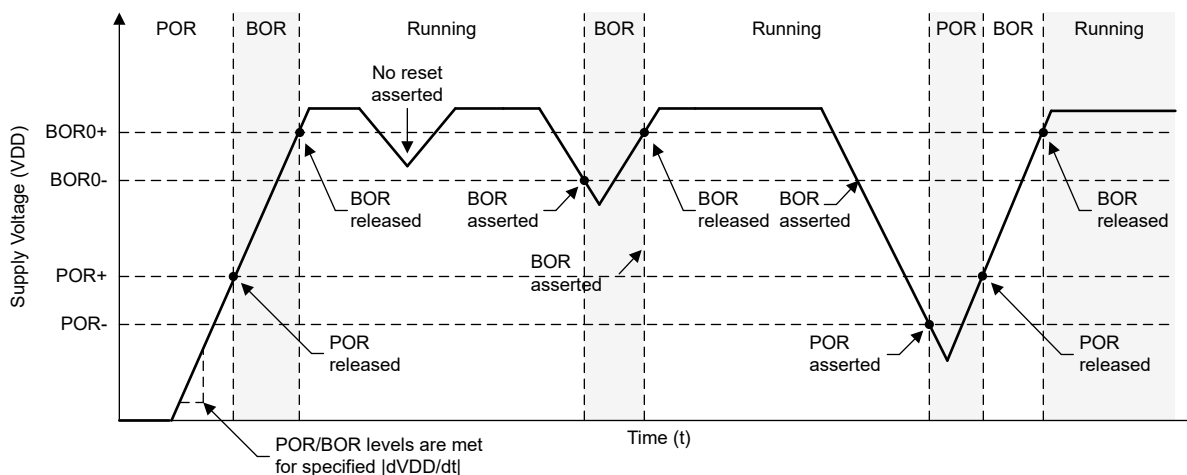 POR
BOR
Running
BOR
Running
POR
BOR
Running
No reset
asserted
Supply Voltage (VDD)
BOR0+
BOR0-
POR+
POR-
BOR
released
BOR
asserted
BOR
released
BOR
asserted
BOR
released
BOR
asserted
POR
released
POR
asserted
POR
released
POR/BOR levels are met
for specified |dVDD/dt|
Time (t)